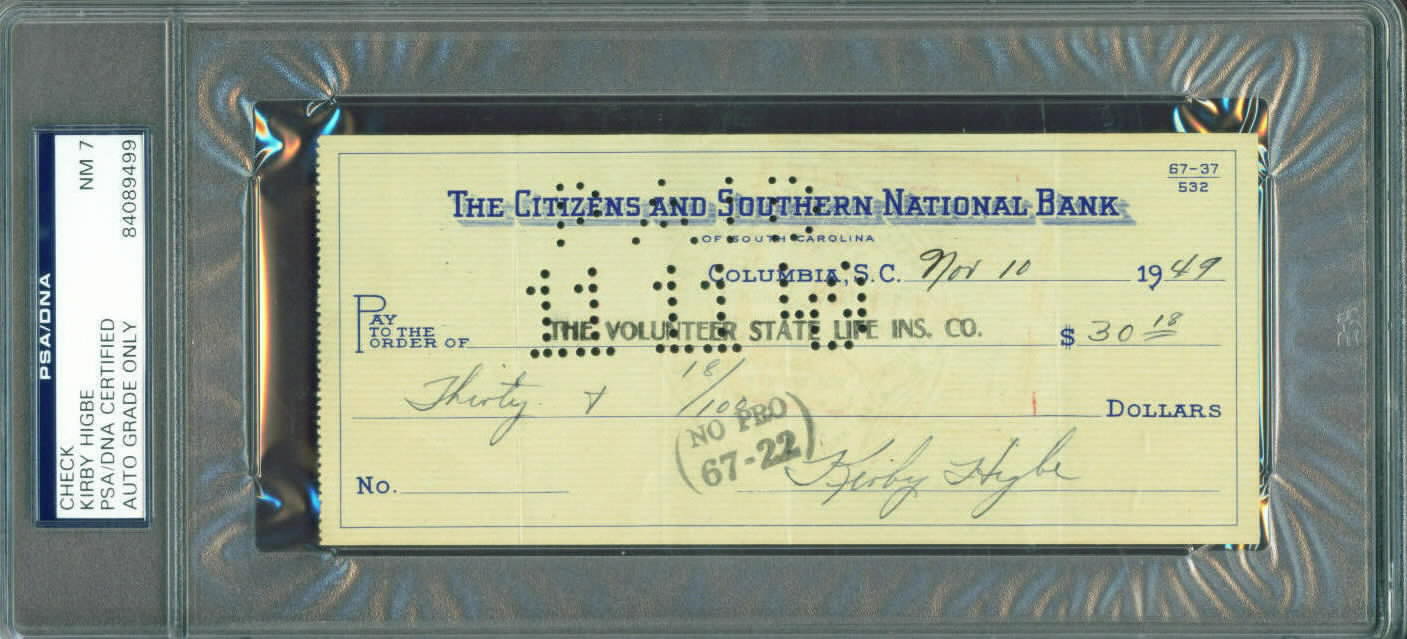 PSA/DNA
CHECK
KIRBY HIGBE
NM 7
PSA/DNA CERTIFIED
AUTO GRADE ONLY
84089499
67-37
532
THE CITIZENS AND SOUTHERN NATIONAL BANK
OF SOUTH CAROLINA
COLUMBIA, S.C. Nov 10 1949
PAY
TO THE
ORDER OF THE VOLUNTEER STATE LIFE INS. CO. $ 30 18
Thirty & 18/100 DOLLARS
NO PRO
67-22
No. Kirby Higbe